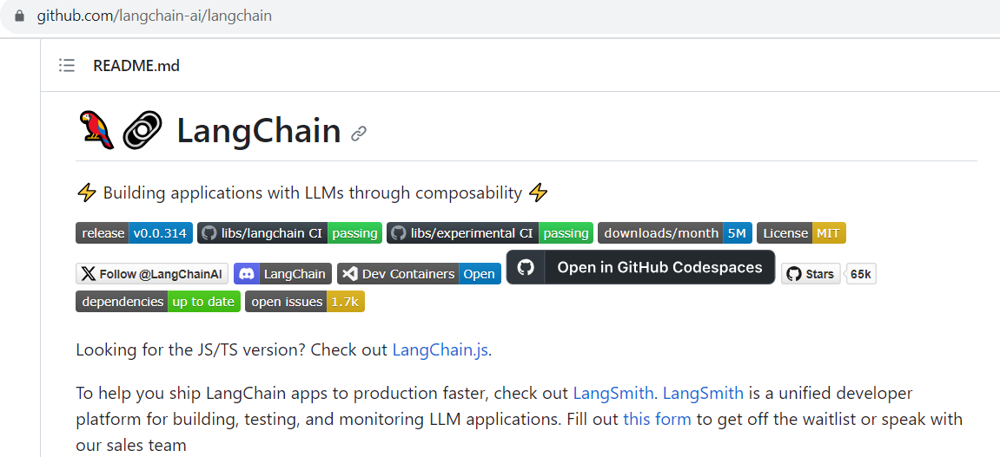 github.com/langchain-ai/langchain
README.md
LangChain
⚡ Building applications with LLMs through composability ⚡
release v0.0.314 libs/langchain CI passing libs/experimental CI passing downloads/month 5M License MIT
Follow @LangChainAI LangChain Dev Containers Open Open in GitHub Codespaces Stars 65k
dependencies up to date open issues 1.7k
Looking for the JS/TS version? Check out LangChain.js.
To help you ship LangChain apps to production faster, check out LangSmith. LangSmith is a unified developer
platform for building, testing, and monitoring LLM applications. Fill out this form to get off the waitlist or speak with
our sales team